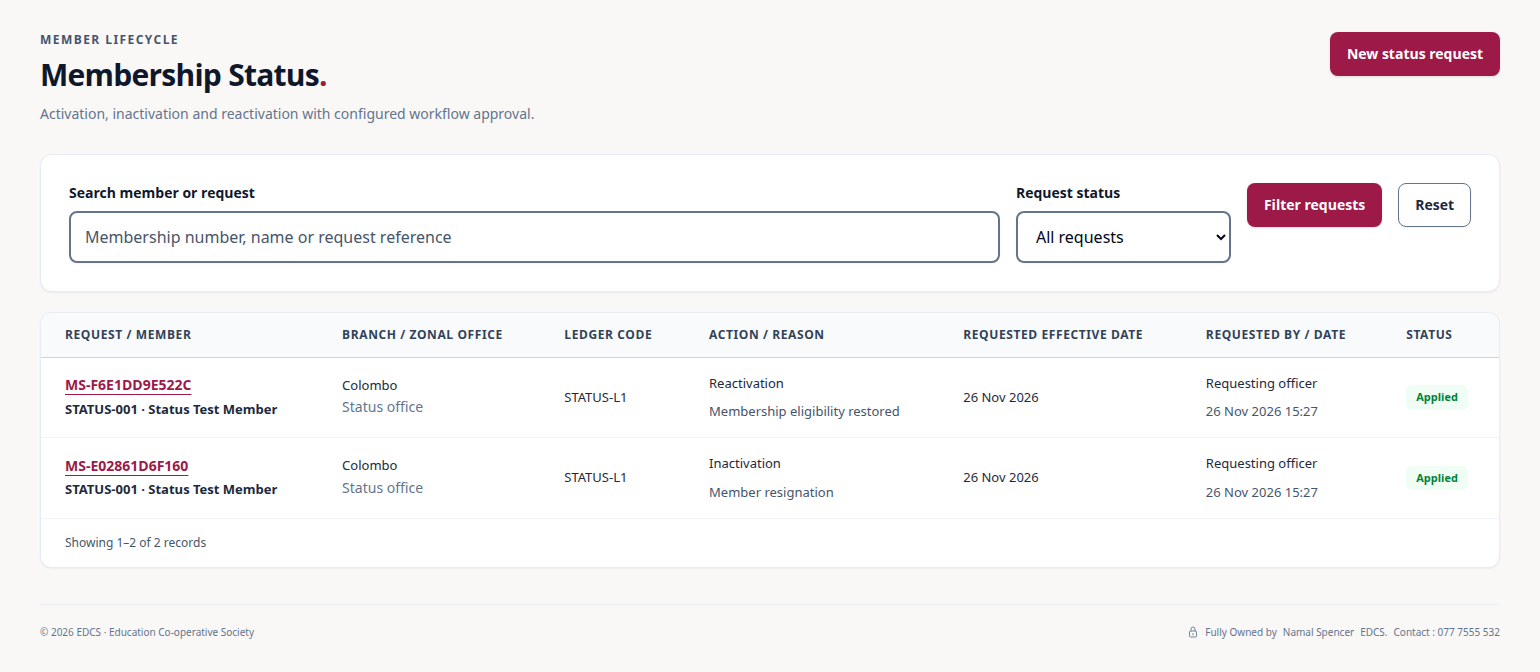 MEMBER LIFECYCLE
Membership Status.
Activation, inactivation and reactivation with configured workflow approval.
New status request
Search member or request
Membership number, name or request reference
Request status
All requests
Filter requests
Reset
REQUEST / MEMBER BRANCH / ZONAL OFFICE LEDGER CODE ACTION / REASON REQUESTED EFFECTIVE DATE REQUESTED BY / DATE STATUS
MS-F6E1DD9E522C
STATUS-001 · Status Test Member
Colombo
Status office
STATUS-L1
Reactivation
Membership eligibility restored
26 Nov 2026
Requesting officer
26 Nov 2026 15:27
Applied
MS-E02861D6F160
STATUS-001 · Status Test Member
Colombo
Status office
STATUS-L1
Inactivation
Member resignation
26 Nov 2026
Requesting officer
26 Nov 2026 15:27
Applied
Showing 1–2 of 2 records
© 2026 EDCS · Education Co-operative Society
Fully Owned by Namal Spencer EDCS. Contact : 077 7555 532